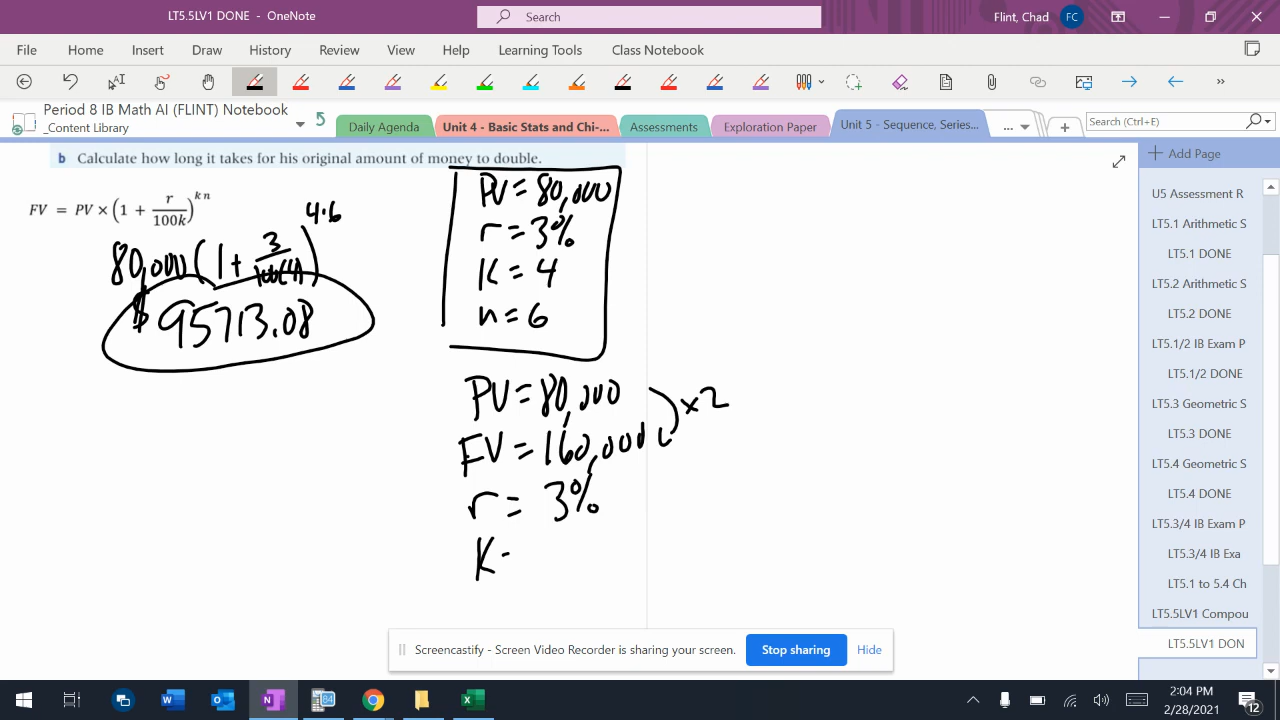 LT5.5LV1 DONE - OneNote
Search
Flint, Chad
FC
File Home Insert Draw History Review View Help Learning Tools Class Notebook
Period 8 IB Math AI (FLINT) Notebook
_Content Library
Daily Agenda
Unit 4 - Basic Stats and Chi-...
Assessments
Exploration Paper
Unit 5 - Sequence, Series...
...
Search (Ctrl+E)
b Calculate how long it takes for his original amount of money to double.
FV = PV × (1 + r/100k)^kn
80,000(1 + 3/100(4))^4·6
$95713.08
PV = 80,000
r = 3%
K = 4
n = 6
PV = 80,000
×2
FV = 160,000
r = 3%
K -
Add Page
U5 Assessment R
LT5.1 Arithmetic S
LT5.1 DONE
LT5.2 Arithmetic S
LT5.2 DONE
LT5.1/2 IB Exam P
LT5.1/2 DONE
LT5.3 Geometric S
LT5.3 DONE
LT5.4 Geometric S
LT5.4 DONE
LT5.3/4 IB Exam P
LT5.3/4 IB Exa
LT5.1 to 5.4 Ch
LT5.5LV1 Compou
LT5.5LV1 DON
Screencastify - Screen Video Recorder is sharing your screen.
Stop sharing
Hide
84
2:04 PM
2/28/2021
12